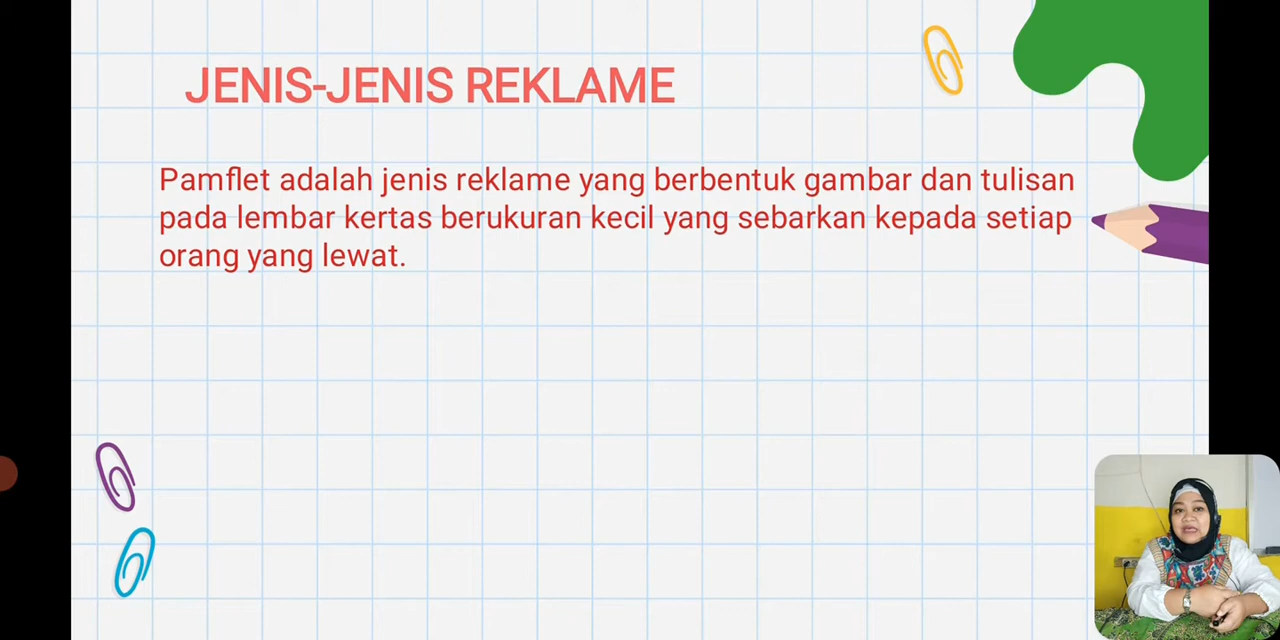 JENIS-JENIS REKLAME
Pamflet adalah jenis reklame yang berbentuk gambar dan tulisan
pada lembar kertas berukuran kecil yang sebarkan kepada setiap
orang yang lewat.